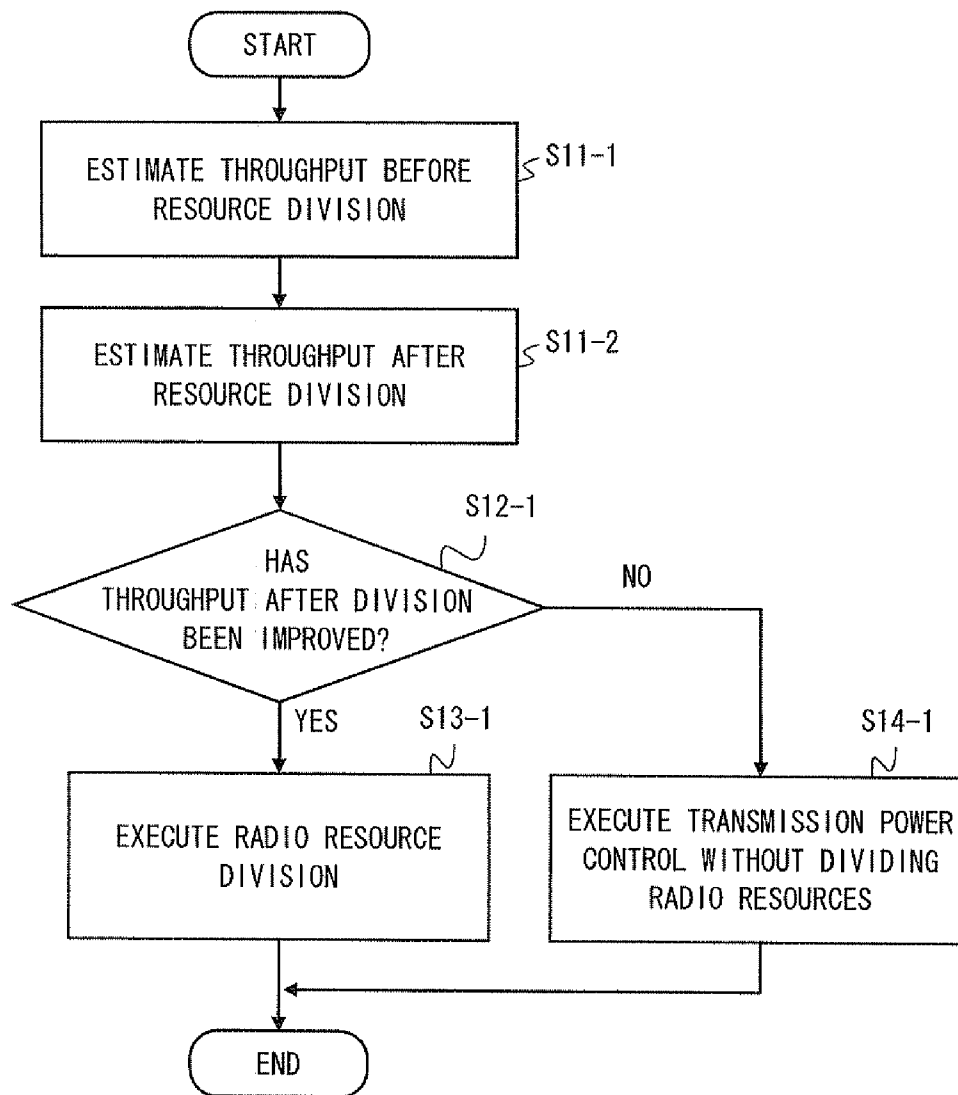 START
ESTIMATE THROUGHPUT BEFORE
RESOURCE DIVISION
S11-1
ESTIMATE THROUGHPUT AFTER
RESOURCE DIVISION
S11-2
S12-1
HAS
THROUGHPUT AFTER DIVISION
BEEN IMPROVED?
NO
YES
S13-1
S14-1
EXECUTE RADIO RESOURCE
DIVISION
EXECUTE TRANSMISSION POWER
CONTROL WITHOUT DIVIDING
RADIO RESOURCES
END